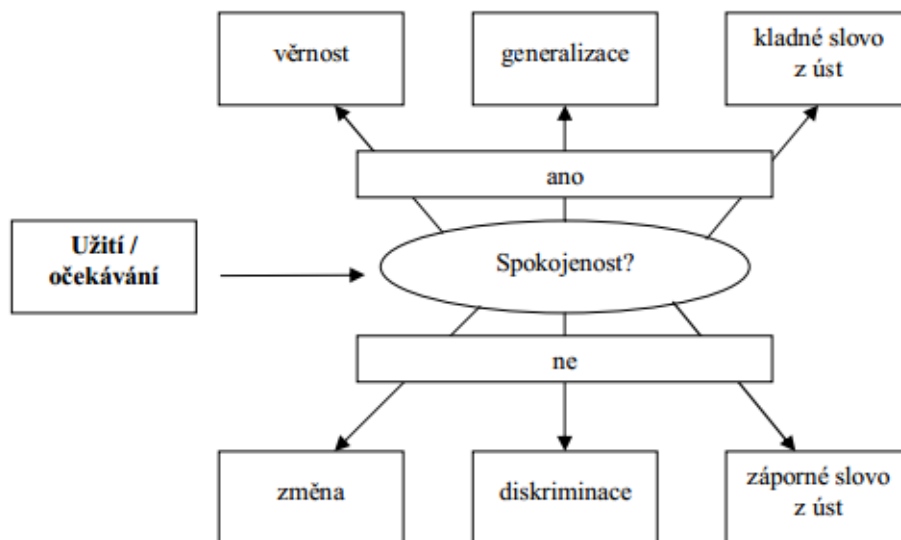 věrnost
generalizace
kladné slovo
z úst
ano
Užití /
očekávání
Spokojenost?
ne
změna
diskriminace
záporné slovo
z úst